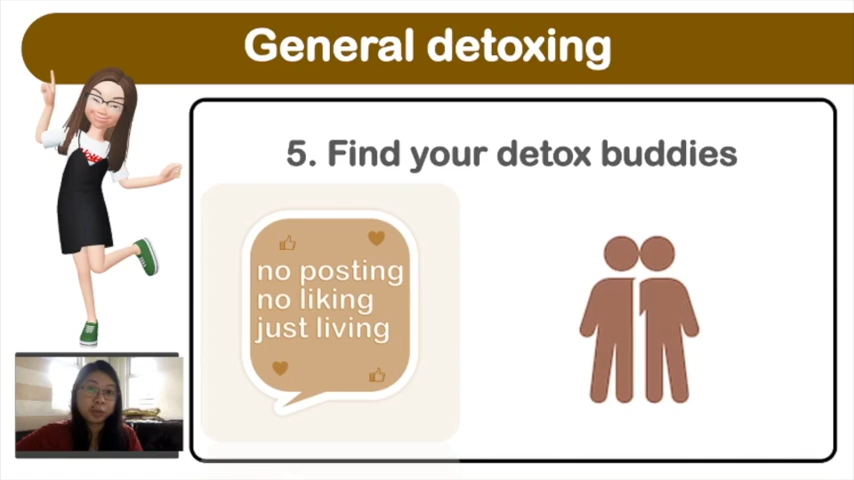 General detoxing
5. Find your detox buddies
no posting
no liking
just living